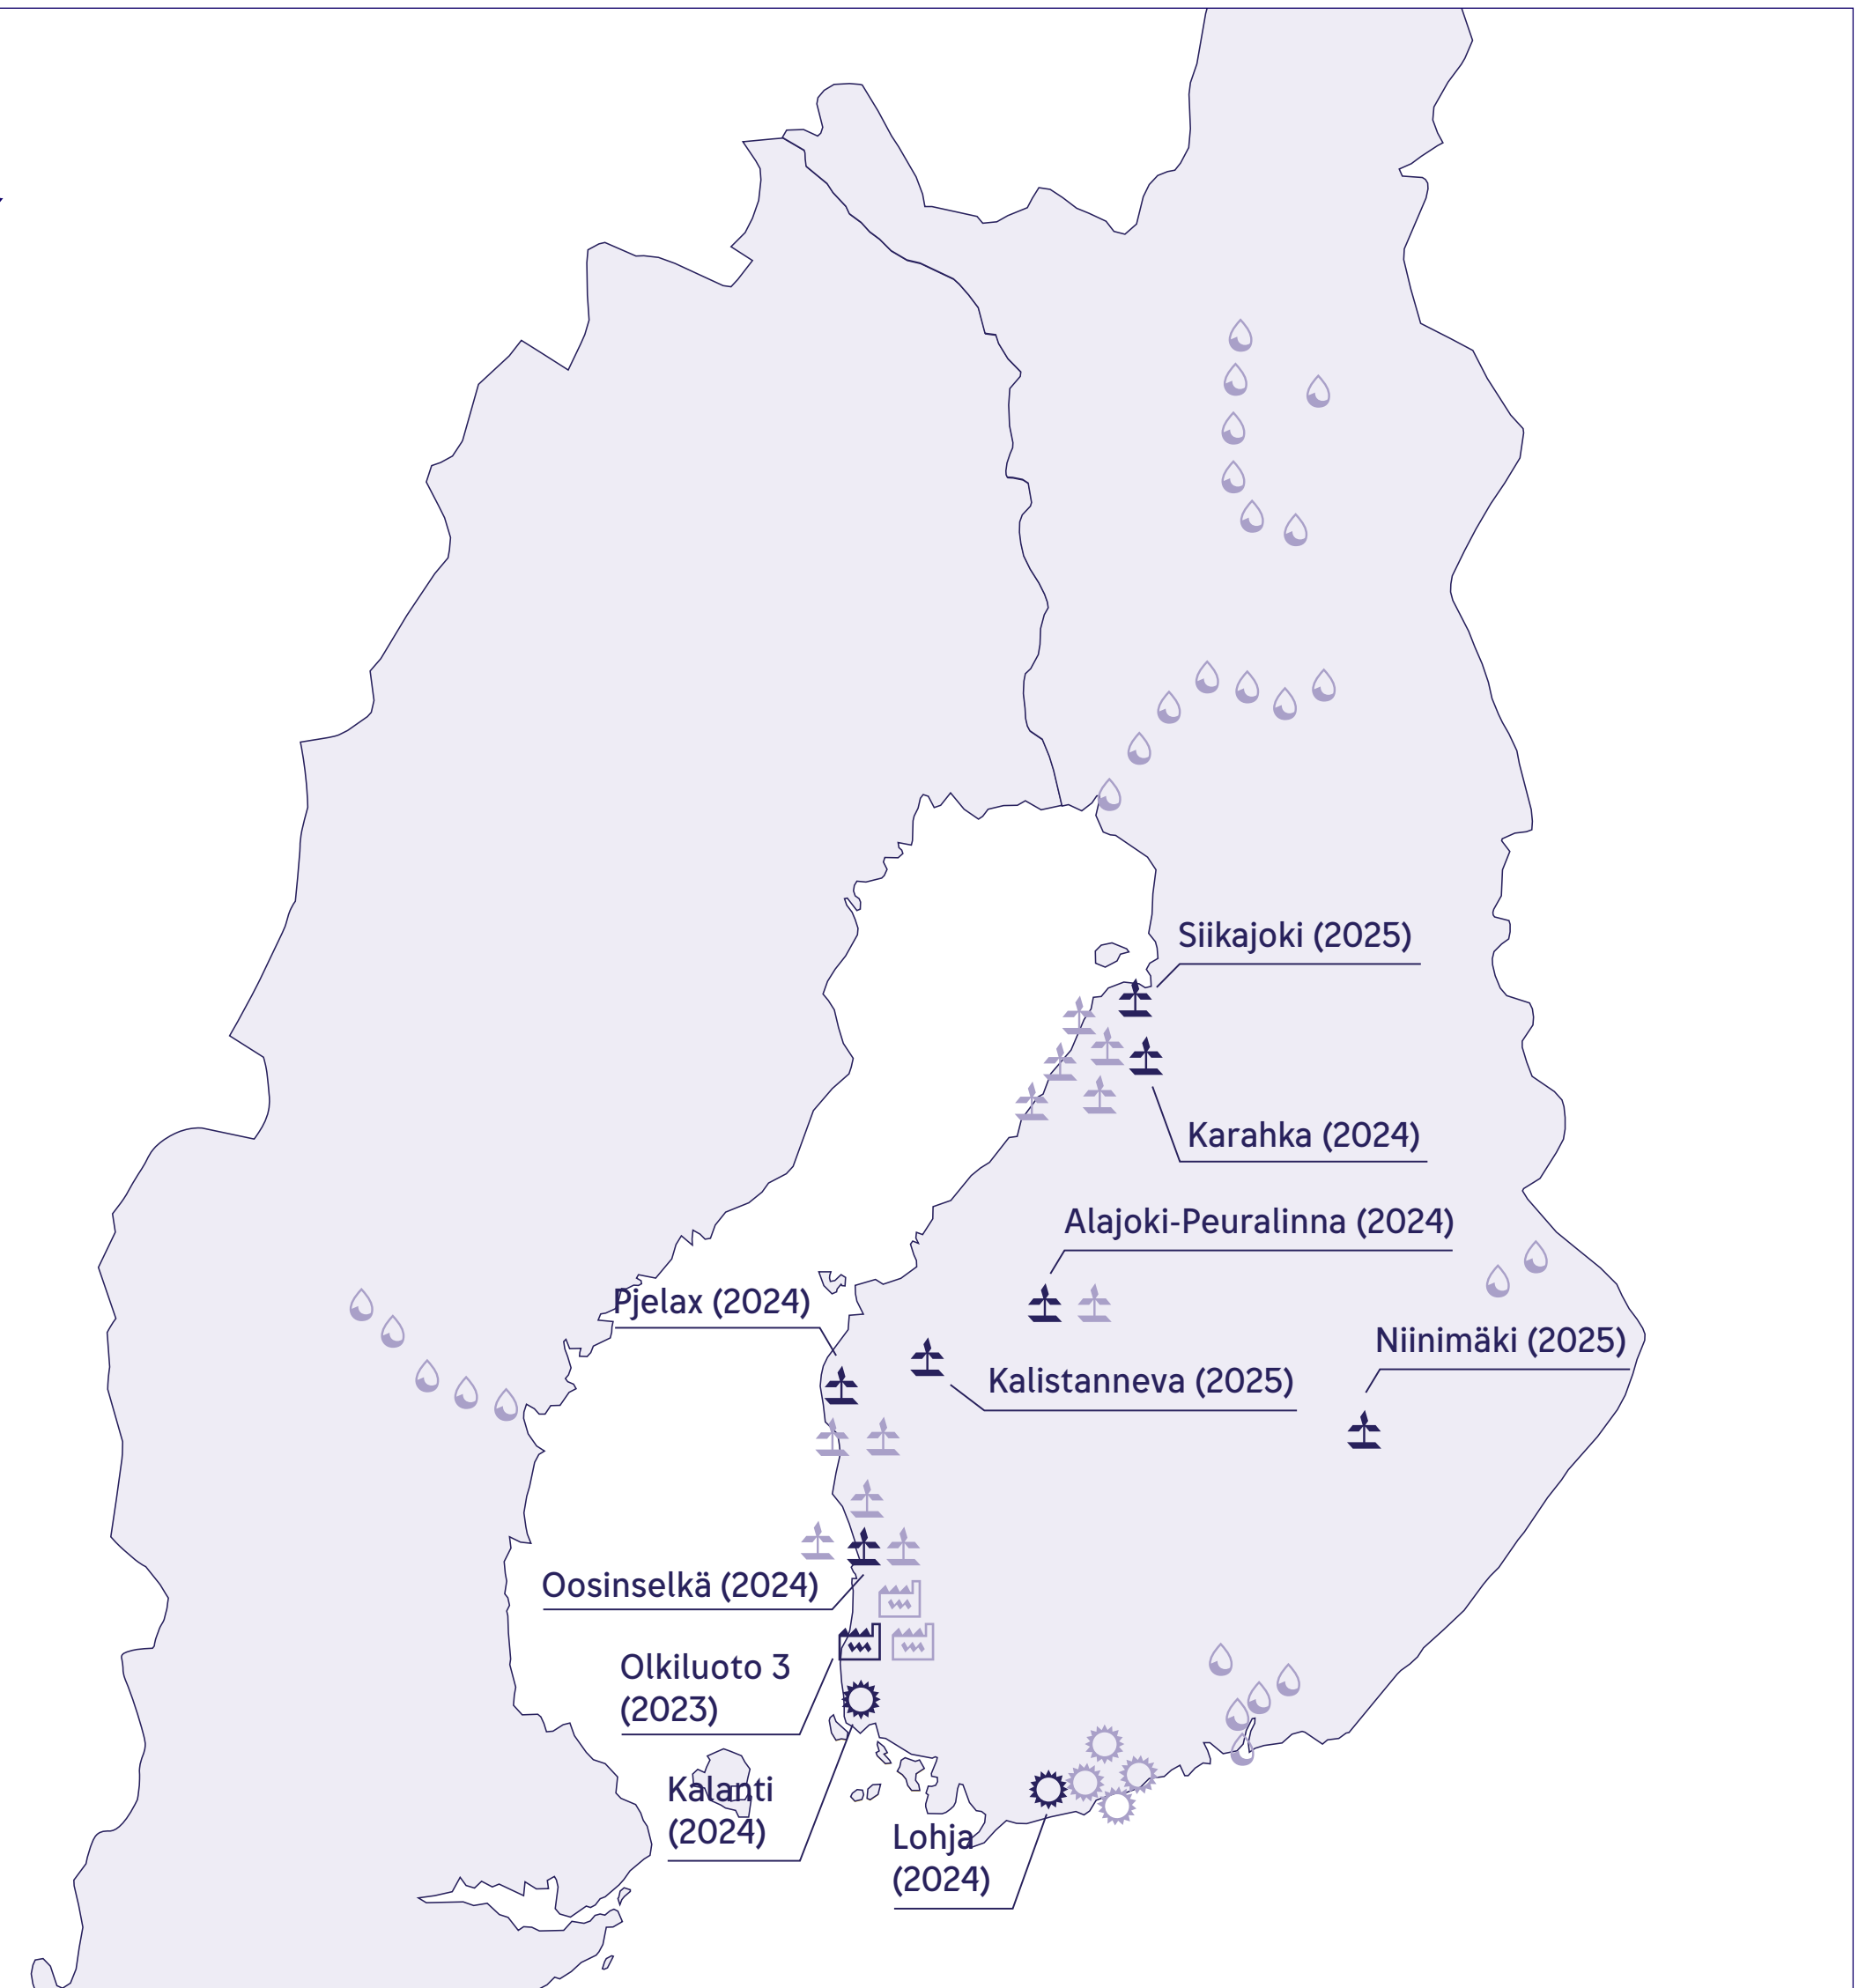 Siikajoki (2025)
Karahka (2024)
Alajoki-Peuralinna (2024)
Pjelax (2024)
Niinimäki (2025)
Kalistanneva (2025)
Oosinselkä (2024)
Olkiluoto 3
(2023)
Kalanti
(2024)
Lohja
(2024)